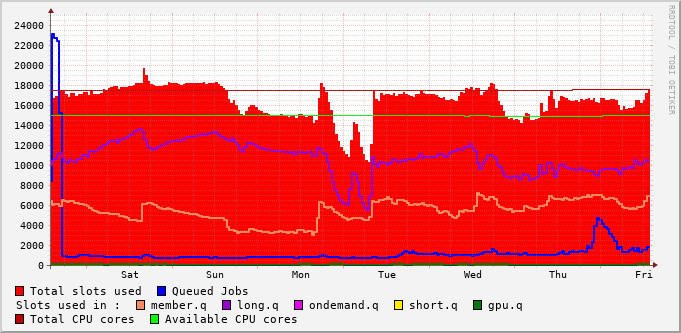 24000
22000
20000
18000
16000
14000
12000
10000
8000
6000
4000
2000
0
Sat Sun Mon Tue Wed Thu Fri
RRDTOOL / TOBI OETIKER
Total slots used Queued Jobs
Slots used in : member.q long.q ondemand.q short.q gpu.q
Total CPU cores Available CPU cores